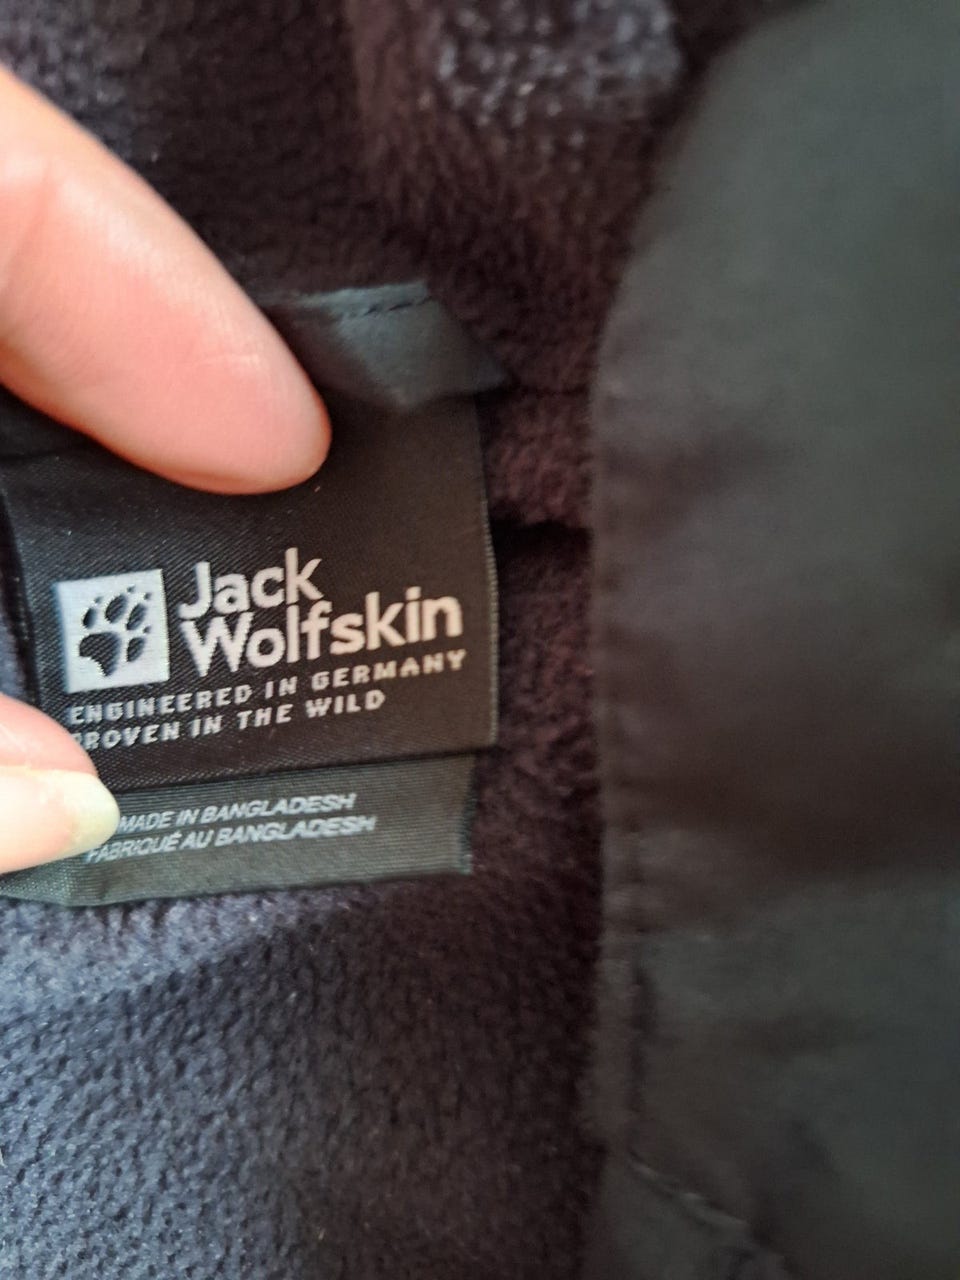 Jack
Wolfskin
ENGINEERED IN GERMANY
PROVEN IN THE WILD
MADE IN BANGLADESH
FABRIQUÉ AU BANGLADESH